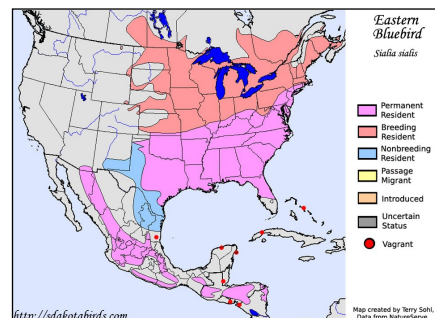 Eastern
Bluebird
Sialia sialis
Permanent
Resident
Breeding
Resident
Nonbreeding
Resident
Passage
Migrant
Introduced
Uncertain
Status
Vagrant
Map created by Terry Sohl,
Data from NatureServe
http://sdakotabirds.com